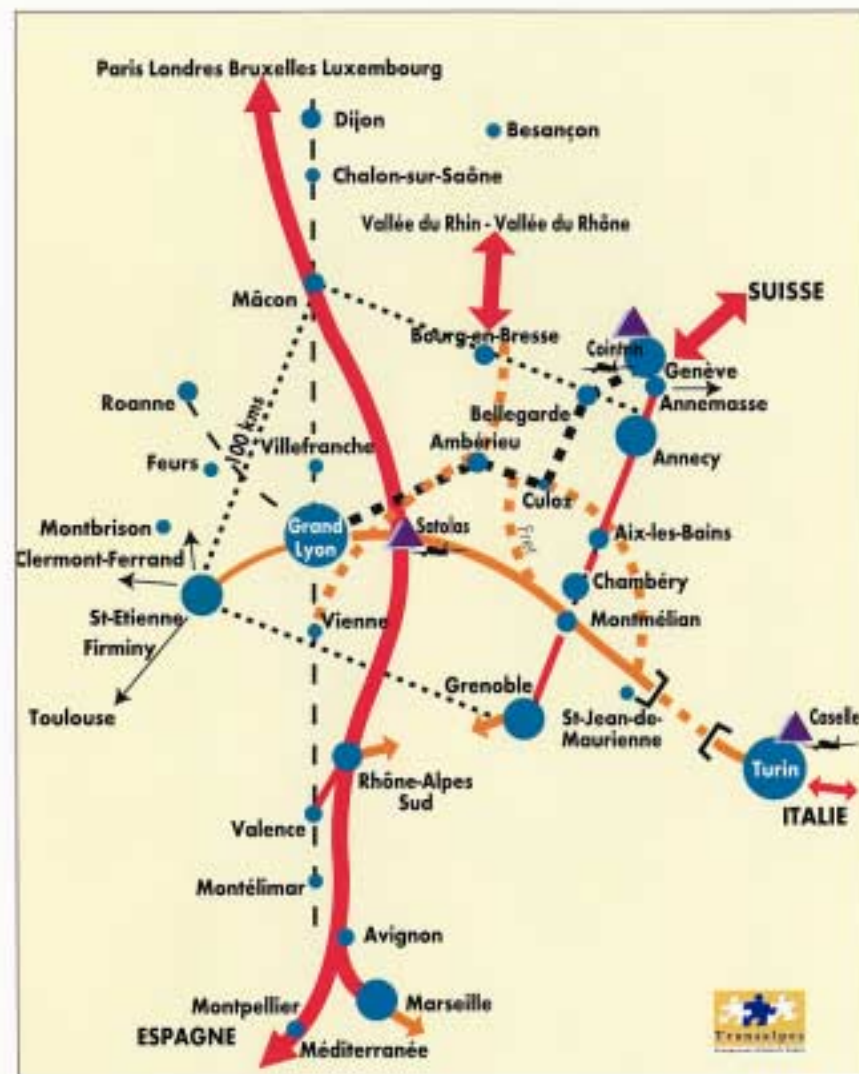 Paris Londres Bruxelles Luxembourg
Dijon
Besançon
Chalon-sur-Saône
Vallée du Rhin - Vallée du Rhône
SUISSE
Mâcon
Bourg-en-Bresse
Cointrin
Genève
Annemasse
Roanne
Bellegarde
100 kms
Villefranche
Ambérieu
Annecy
Feurs
Culoz
Montbrison
Grand
Lyon
Satolas
Fret
Aix-les-Bains
Clermont-Ferrand
Chambéry
St-Etienne
Vienne
Montmélian
Firminy
Grenoble
Toulouse
St-Jean-de-
Maurienne
Caselle
Turin
Rhône-Alpes
Sud
ITALIE
Valence
Montélimar
Avignon
Montpellier
Marseille
ESPAGNE
Méditerranée
Transalpes